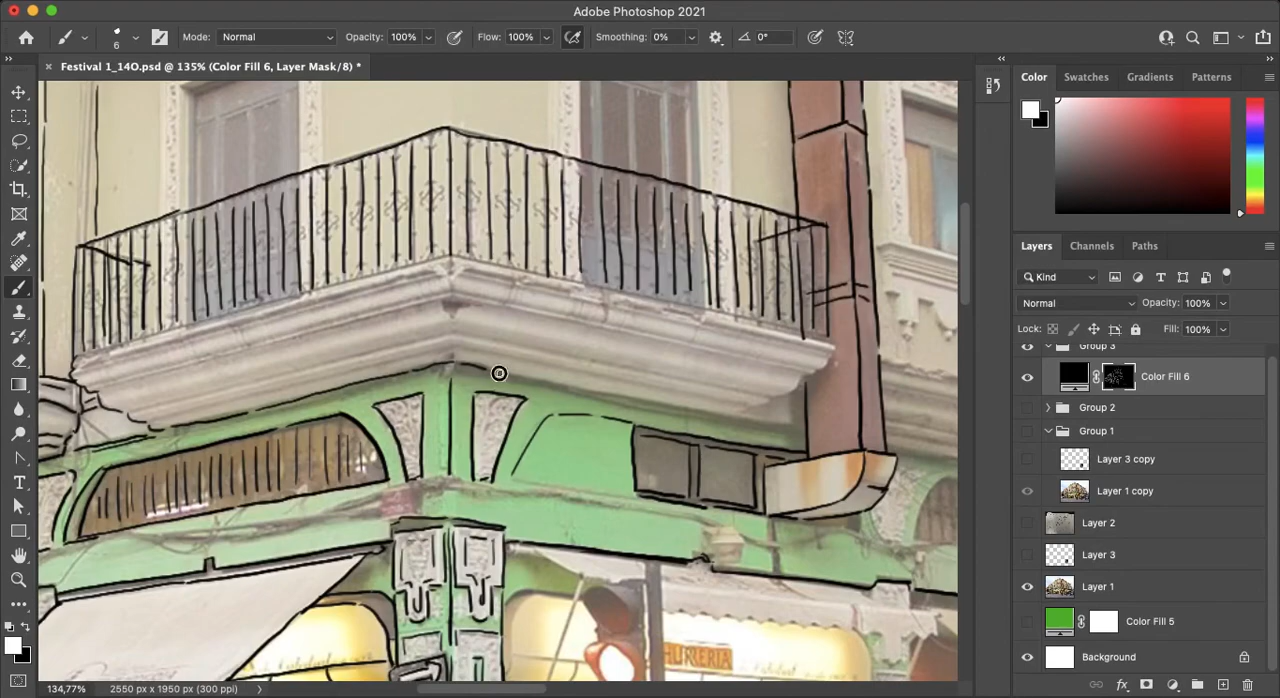 Adobe Photoshop 2021
6
Mode: Normal
Opacity: 100%
Flow: 100%
Smoothing: 0%
0°
Festival 1_14O.psd @ 135% (Color Fill 6, Layer Mask/8) *
Color Swatches Gradients Patterns
Layers Channels Paths
Kind
Normal
Opacity: 100%
Lock:
Fill: 100%
Group 3
Color Fill 6
Group 2
Group 1
Layer 3 copy
Layer 1 copy
Layer 2
Layer 3
Layer 1
Color Fill 5
Background
fx
134,77%
2550 px x 1950 px (300 ppi)